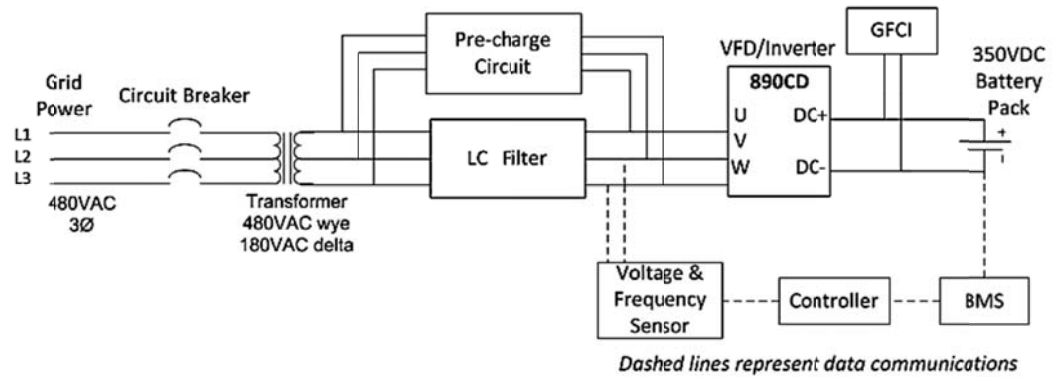 Grid
Power
Circuit Breaker
L1
L2
L3
480VAC
3Ø
Transformer
480VAC wye
180VAC delta
Pre-charge
Circuit
LC Filter
VFD/Inverter
890CD
U
DC+
V
W
DC-
GFCI
350VDC
Battery
Pack
+
Voltage &
Frequency
Sensor
Controller
BMS
Dashed lines represent data communications